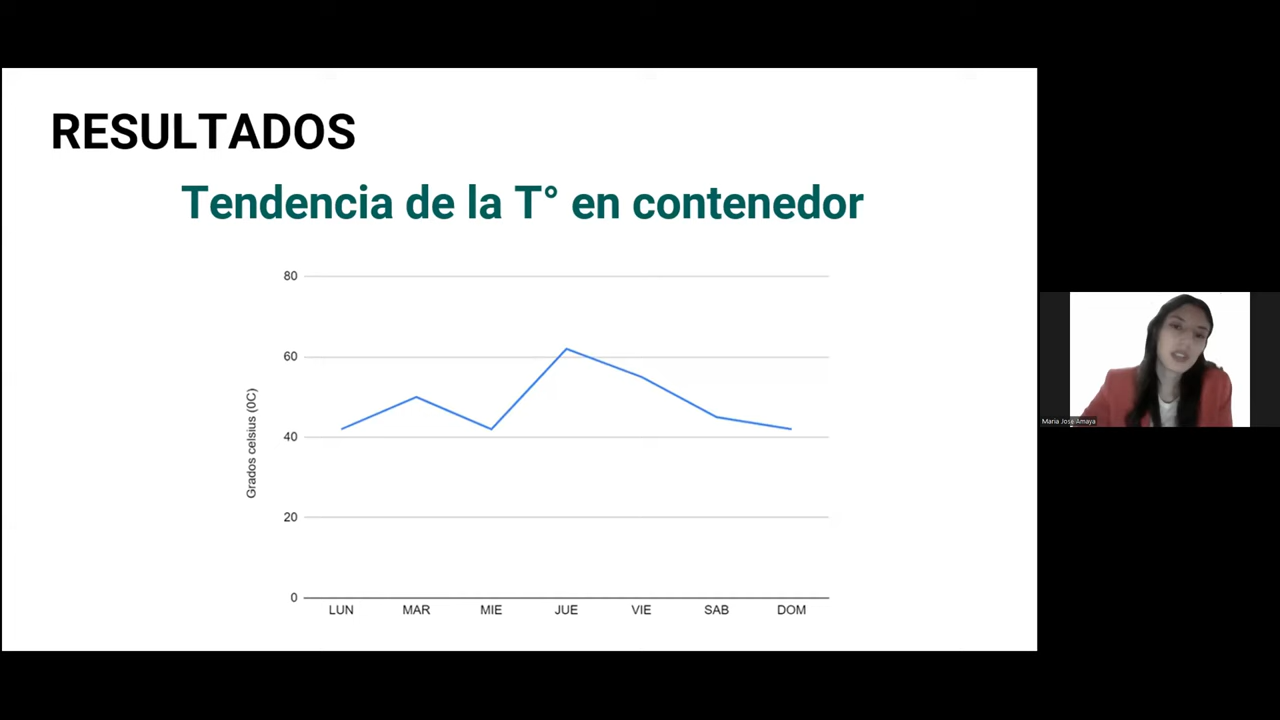 RESULTADOS
Tendencia de la T° en contenedor
80
60
40
20
0
Grados celsius (0C)
LUN MAR MIE JUE VIE SAB DOM
Maria Jose Amaya